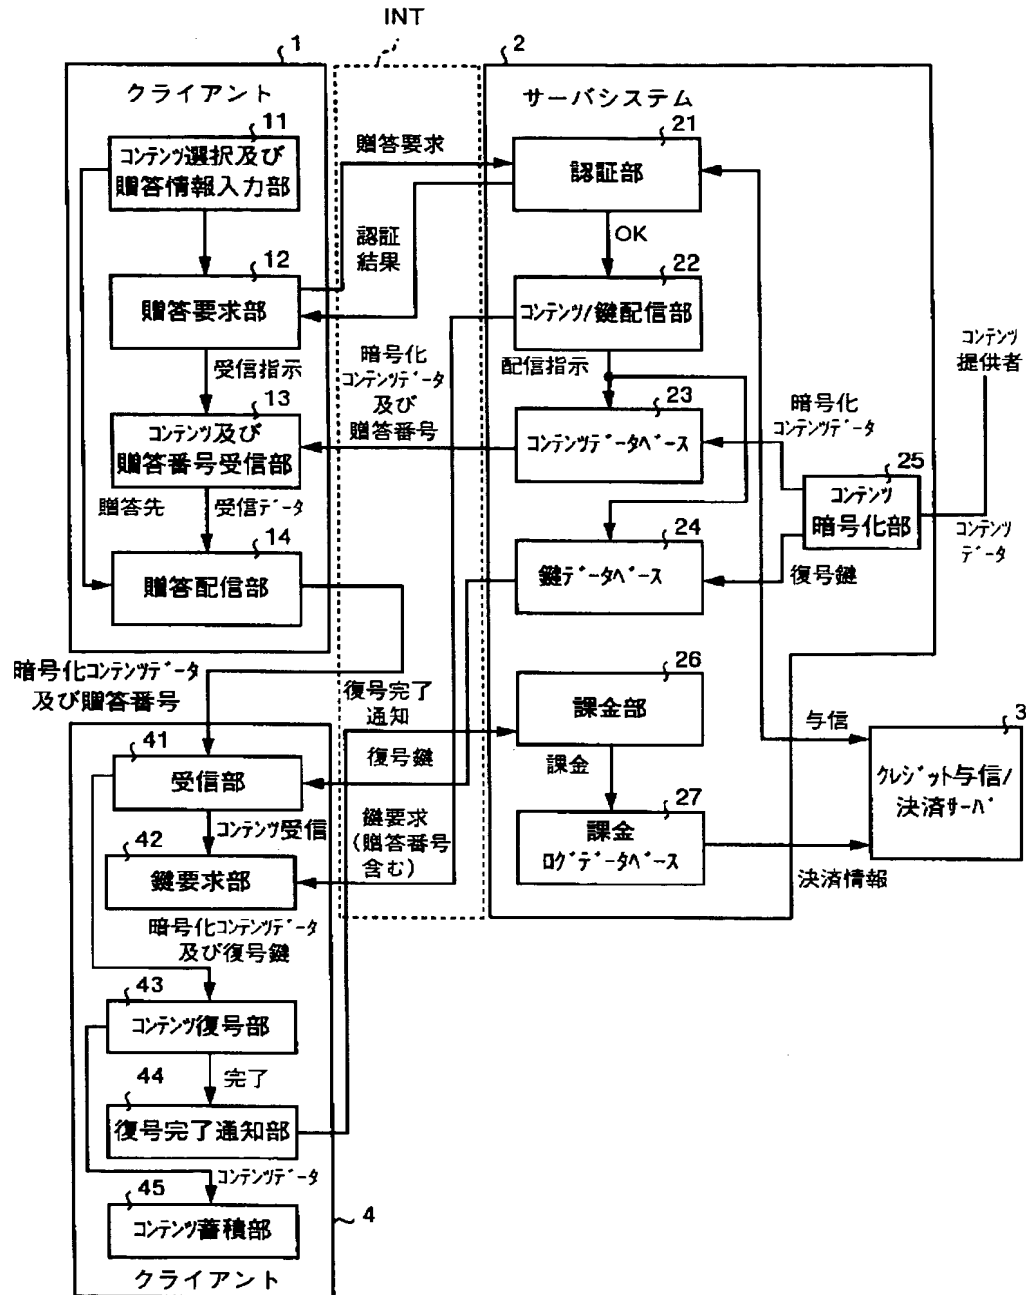 INT
1
クライアント
11
コンテンツ選択及び
贈答情報入力部
12
贈答要求部
受信指示
13
コンテンツ及び
贈答番号受信部
贈答先
受信データ
14
贈答配信部
贈答要求
認証
結果
暗号化
コンテンツデータ
及び
贈答番号
2
サーバシステム
21
認証部
OK
22
コンテンツ/鍵配信部
配信指示
23
コンテンツデータベース
24
鍵データベース
暗号化
コンテンツデータ
25
コンテンツ
暗号化部
復号鍵
コンテンツ
提供者
コンテンツ
データ
26
課金部
課金
27
課金
ログデータベース
与信
3
クレジット与信/
決済サーバ
決済情報
暗号化コンテンツデータ
及び贈答番号
復号完了
通知
復号鍵
鍵要求
(贈答番号
含む)
41
受信部
コンテンツ受信
42
鍵要求部
暗号化コンテンツデータ
及び復号鍵
43
コンテンツ復号部
完了
44
復号完了通知部
コンテンツデータ
45
コンテンツ蓄積部
4
クライアント